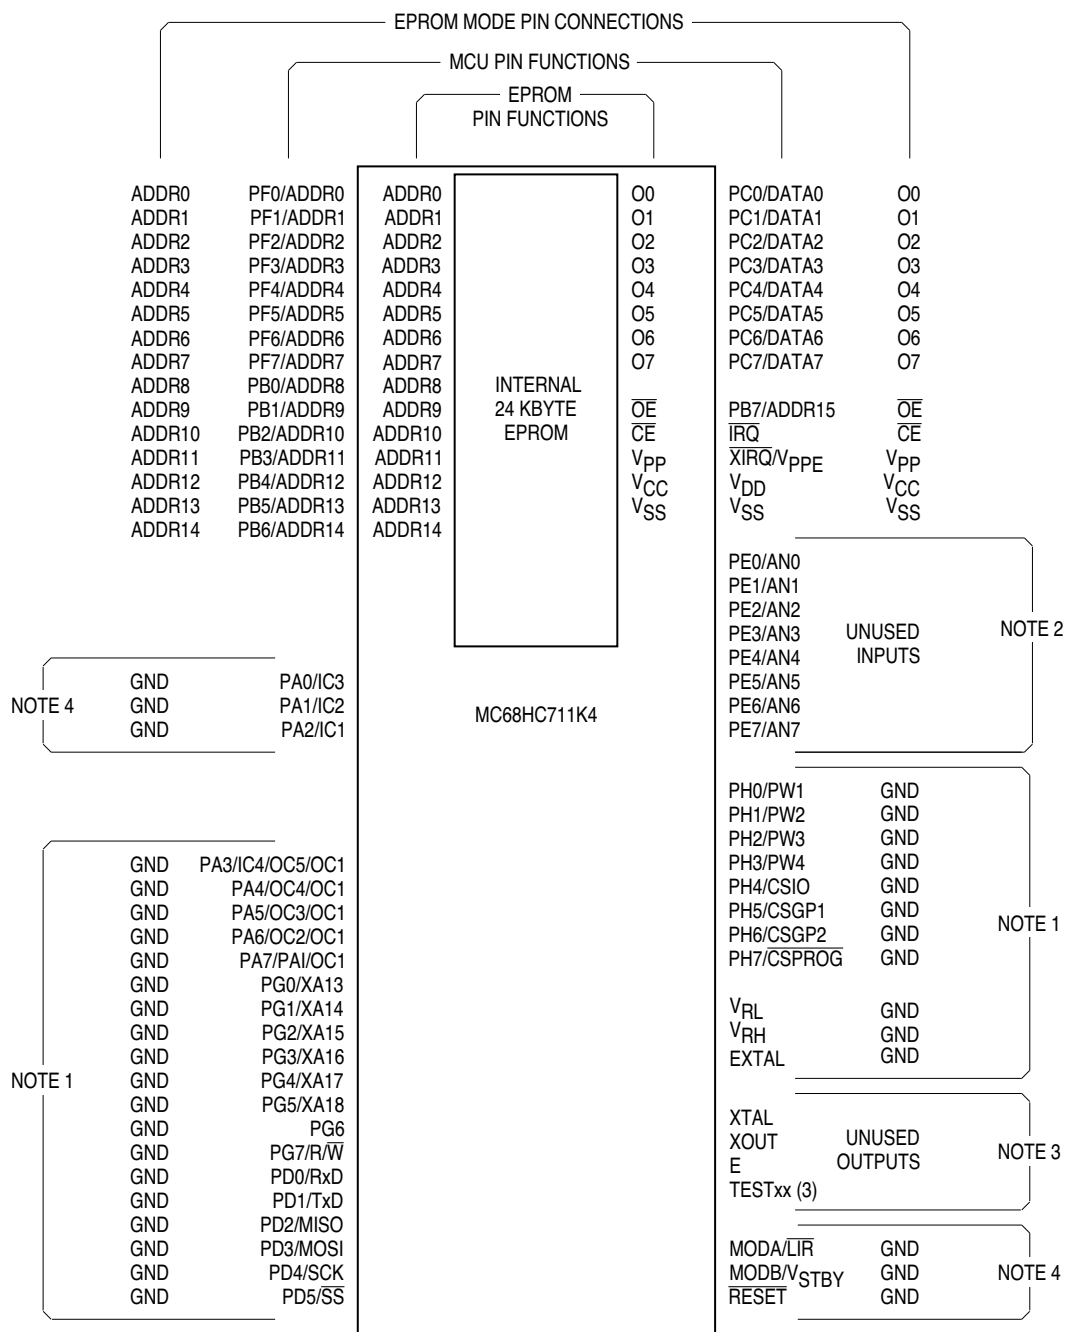 EPROM MODE PIN CONNECTIONS
MCU PIN FUNCTIONS
EPROM
PIN FUNCTIONS
ADDR0 PF0/ADDR0 ADDR0 O0 PC0/DATA0 O0
ADDR1 PF1/ADDR1 ADDR1 O1 PC1/DATA1 O1
ADDR2 PF2/ADDR2 ADDR2 O2 PC2/DATA2 O2
ADDR3 PF3/ADDR3 ADDR3 O3 PC3/DATA3 O3
ADDR4 PF4/ADDR4 ADDR4 O4 PC4/DATA4 O4
ADDR5 PF5/ADDR5 ADDR5 O5 PC5/DATA5 O5
ADDR6 PF6/ADDR6 ADDR6 O6 PC6/DATA6 O6
ADDR7 PF7/ADDR7 ADDR7 O7 PC7/DATA7 O7
ADDR8 PB0/ADDR8 ADDR8 INTERNAL
ADDR9 PB1/ADDR9 ADDR9 24 KBYTE OE PB7/ADDR15 OE
ADDR10 PB2/ADDR10 ADDR10 EPROM CE IRQ CE
ADDR11 PB3/ADDR11 ADDR11 VPP XIRQ/VPPE VPP
ADDR12 PB4/ADDR12 ADDR12 VCC VDD VCC
ADDR13 PB5/ADDR13 ADDR13 VSS VSS VSS
ADDR14 PB6/ADDR14 ADDR14
PE0/AN0
PE1/AN1
PE2/AN2
PE3/AN3 UNUSED NOTE 2
PE4/AN4 INPUTS
GND PA0/IC3 PE5/AN5
NOTE 4 GND PA1/IC2 MC68HC711K4 PE6/AN6
GND PA2/IC1 PE7/AN7
PH0/PW1 GND
PH1/PW2 GND
PH2/PW3 GND
GND PA3/IC4/OC5/OC1 PH3/PW4 GND
GND PA4/OC4/OC1 PH4/CSIO GND
GND PA5/OC3/OC1 PH5/CSGP1 GND NOTE 1
GND PA6/OC2/OC1 PH6/CSGP2 GND
GND PA7/PAI/OC1 PH7/CSPROG GND
GND PG0/XA13
GND PG1/XA14 VRL GND
GND PG2/XA15 VRH GND
GND PG3/XA16 EXTAL GND
NOTE 1 GND PG4/XA17
GND PG5/XA18
GND PG6 XTAL
GND PG7/R/W XOUT UNUSED NOTE 3
GND PD0/RxD E OUTPUTS
GND PD1/TxD TESTxx (3)
GND PD2/MISO
GND PD3/MOSI MODA/LIR GND
GND PD4/SCK MODB/VSTBY GND NOTE 4
GND PD5/SS RESET GND